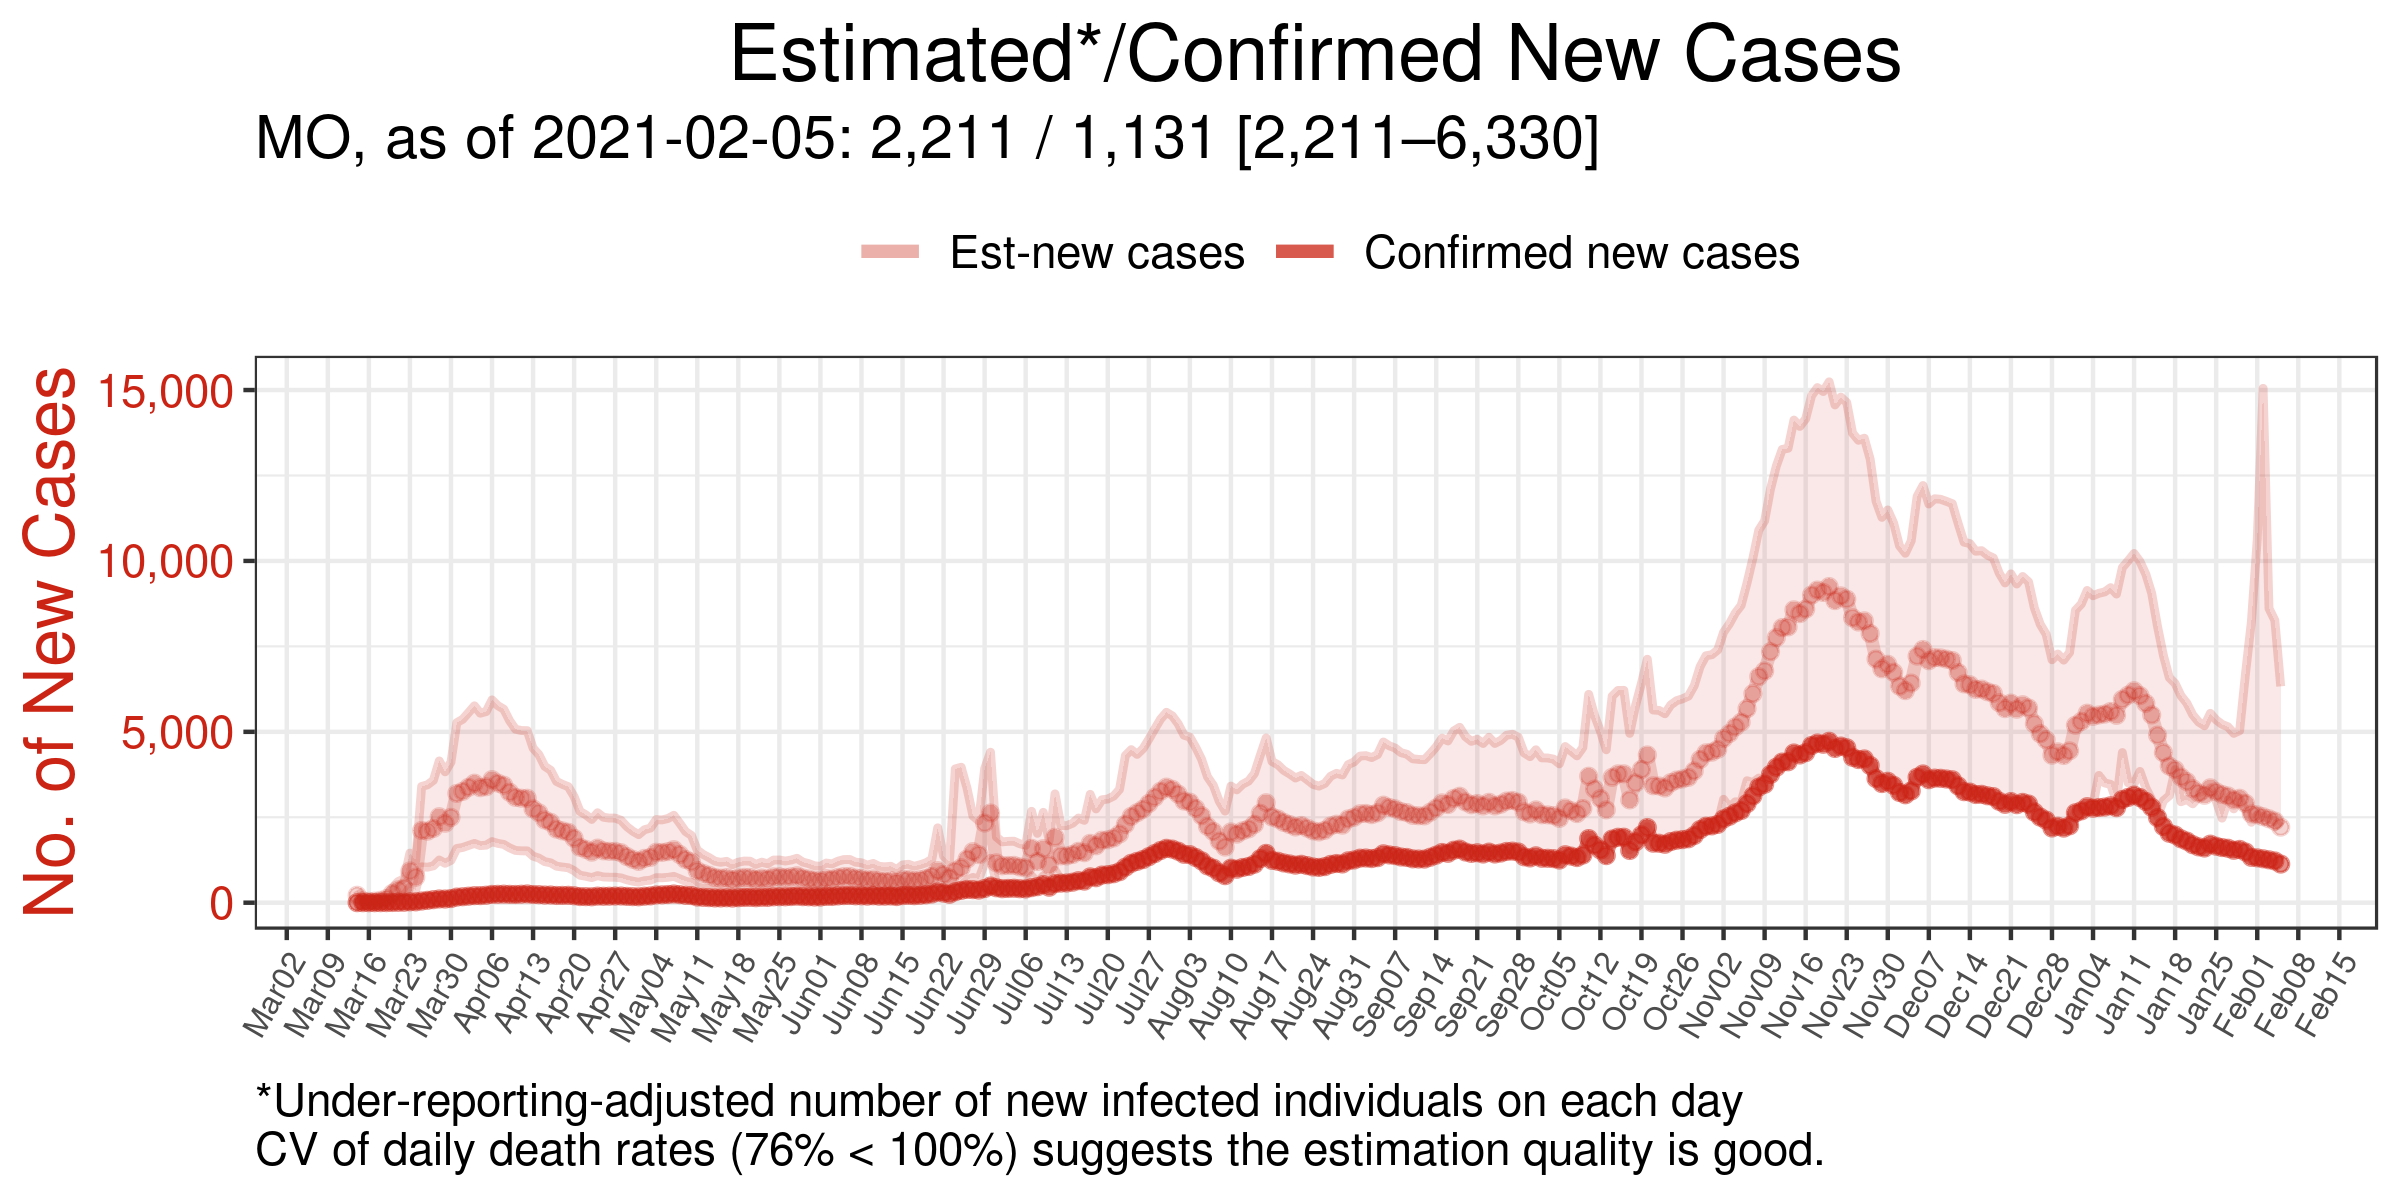 Estimated*/Confirmed New Cases
MO, as of 2021-02-05: 2,211 / 1,131 [2,211–6,330]
Est-new cases
Confirmed new cases
No. of New Cases
15,000
10,000
5,000
0
Mar02
Mar09
Mar16
Mar23
Mar30
Apr06
Apr13
Apr20
Apr27
May04
May11
May18
May25
Jun01
Jun08
Jun15
Jun22
Jun29
Jul06
Jul13
Jul20
Jul27
Aug03
Aug10
Aug17
Aug24
Aug31
Sep07
Sep14
Sep21
Sep28
Oct05
Oct12
Oct19
Oct26
Nov02
Nov09
Nov16
Nov23
Nov30
Dec07
Dec14
Dec21
Dec28
Jan04
Jan11
Jan18
Jan25
Feb01
Feb08
Feb15
*Under-reporting-adjusted number of new infected individuals on each day
CV of daily death rates (76% < 100%) suggests the estimation quality is good.